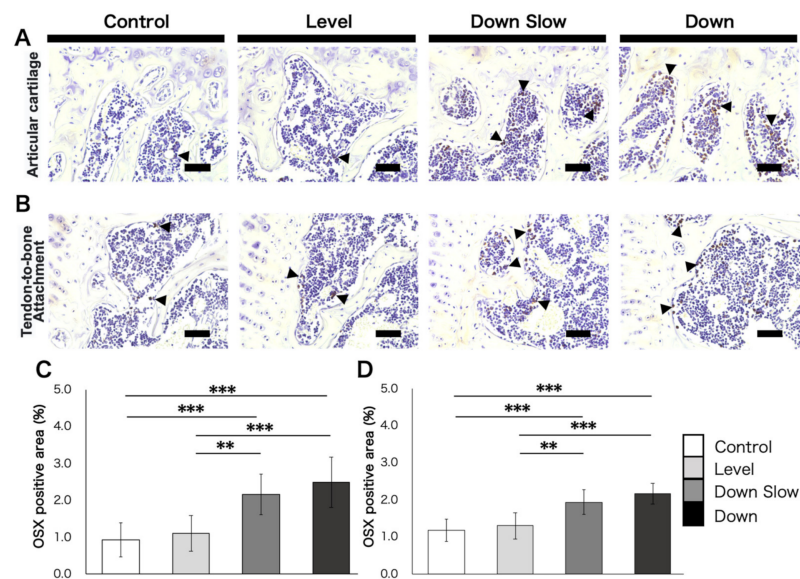 Control Level Down Slow Down
A
Articular cartilage
B
Tendon-to-bone
Attachment
C
5.0
4.0
3.0
2.0
1.0
0.0
OSX positive area (%)
***
***
***
**
D
5.0
4.0
3.0
2.0
1.0
0.0
OSX positive area (%)
***
***
***
**
Control
Level
Down Slow
Down